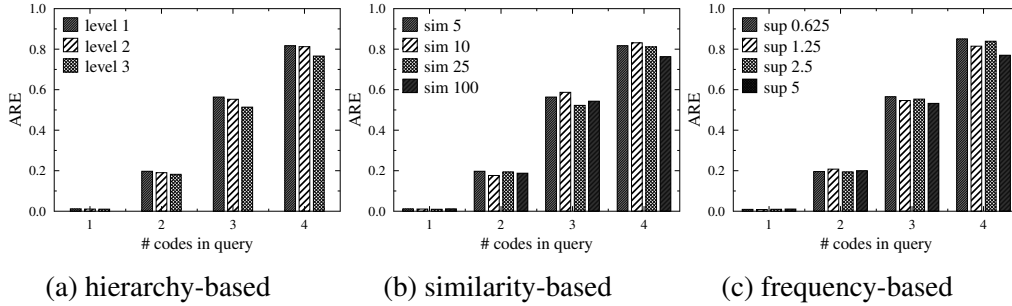 1.0
0.8
0.6
0.4
0.2
0.0
ARE
level 1
level 2
level 3
1 2 3 4
# codes in query
(a) hierarchy-based
1.0
0.8
0.6
0.4
0.2
0.0
ARE
sim 5
sim 10
sim 25
sim 100
1 2 3 4
# codes in query
(b) similarity-based
1.0
0.8
0.6
0.4
0.2
0.0
ARE
sup 0.625
sup 1.25
sup 2.5
sup 5
1 2 3 4
# codes in query
(c) frequency-based